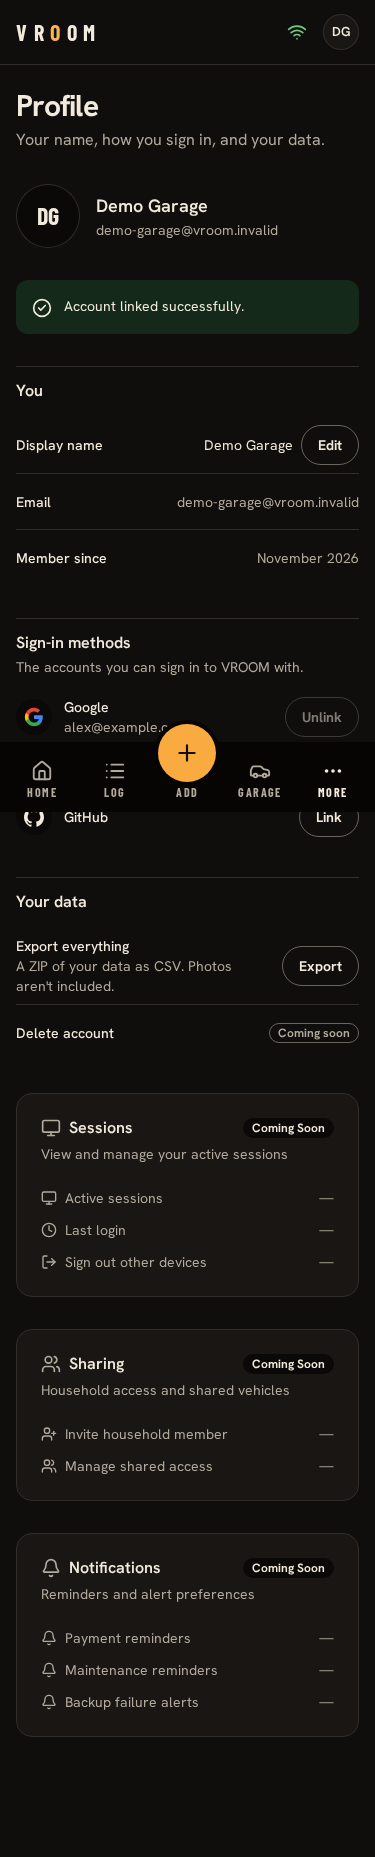 VROOM
DG
Profile
Your name, how you sign in, and your data.
DG
Demo Garage
demo-garage@vroom.invalid
Account linked successfully.
You
Display name
Demo Garage
Edit
Email
demo-garage@vroom.invalid
Member since
November 2026
Sign-in methods
The accounts you can sign in to VROOM with.
Google
Unlink
HOME
LOG
ADD
GARAGE
MORE
GitHub
Link
Your data
Export everything
A ZIP of your data as CSV. Photos
aren't included.
Export
Delete account
Coming soon
Sessions
Coming Soon
View and manage your active sessions
Active sessions
—
Last login
—
Sign out other devices
—
Sharing
Coming Soon
Household access and shared vehicles
Invite household member
—
Manage shared access
—
Notifications
Coming Soon
Reminders and alert preferences
Payment reminders
—
Maintenance reminders
—
Backup failure alerts
—